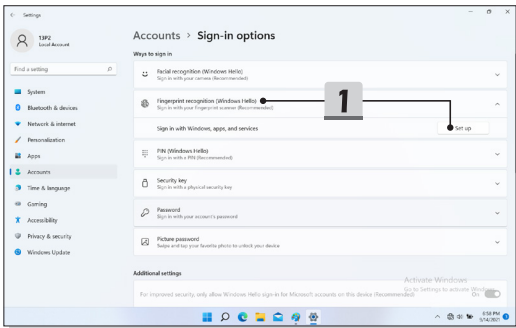 Settings
13P2
Local Account
Find a setting
System
Bluetooth & devices
Network & internet
Personalization
Apps
Accounts
Time & language
Gaming
Accessibility
Privacy & security
Windows Update
Accounts > Sign-in options
Ways to sign in
Facial recognition (Windows Hello)
Sign in with your camera (Recommended)
Fingerprint recognition (Windows Hello)
Sign in with your fingerprint scanner (Recommended)
1
Sign in with Windows, apps, and services
Set up
PIN (Windows Hello)
Sign in with a PIN (Recommended)
Security key
Sign in with a physical security key
Password
Sign in with your account's password
Picture password
Swipe and tap your favorite photo to unlock your device
Additional settings
Activate Windows
Go to Settings to activate Windows.
For improved security, only allow Windows Hello sign-in for Microsoft accounts on this device (Recommended)
On
5/14/2021